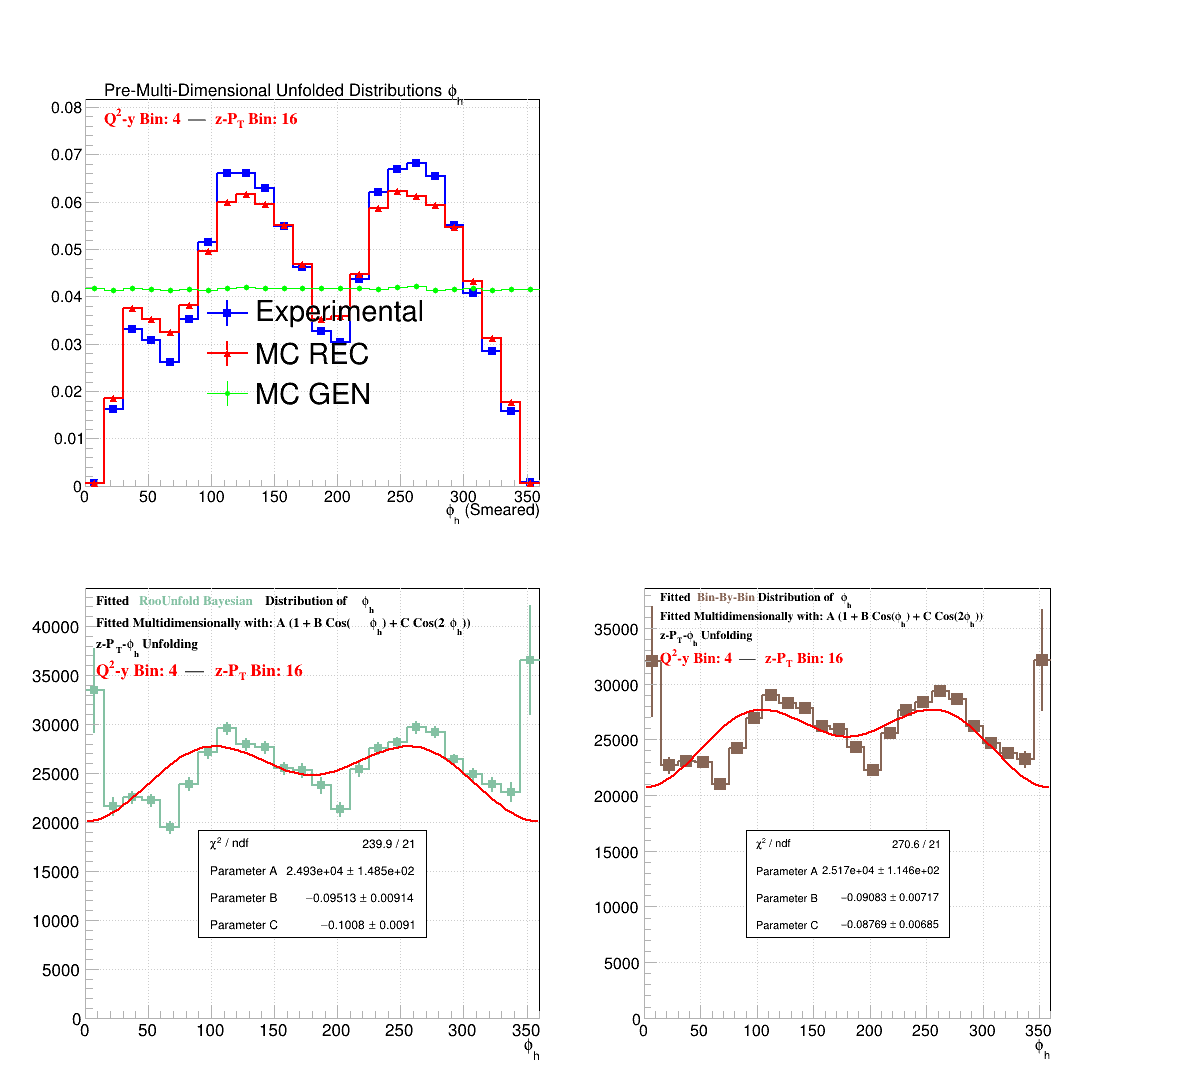 Pre-Multi-Dimensional Unfolded Distributions ϕh
Q2-y Bin: 4 — z-PT Bin: 16
0.08
0.07
0.06
0.05
0.04
0.03
0.02
0.01
0
Experimental
MC REC
MC GEN
0 50 100 150 200 250 300 350
ϕh (Smeared)
Fitted RooUnfold Bayesian Distribution of ϕh
Fitted Multidimensionally with: A (1 + B Cos( ϕh) + C Cos(2 ϕh))
z-PT-ϕh Unfolding
Q2-y Bin: 4 — z-PT Bin: 16
40000
35000
30000
25000
20000
15000
10000
5000
0
χ2 / ndf 239.9 / 21
Parameter A 2.493e+04 ± 1.485e+02
Parameter B −0.09513 ± 0.00914
Parameter C −0.1008 ± 0.0091
0 50 100 150 200 250 300 350
ϕh
Fitted Bin-By-Bin Distribution of ϕh
Fitted Multidimensionally with: A (1 + B Cos(ϕh) + C Cos(2ϕh))
z-PT-ϕh Unfolding
Q2-y Bin: 4 — z-PT Bin: 16
35000
30000
25000
20000
15000
10000
5000
0
χ2 / ndf 270.6 / 21
Parameter A 2.517e+04 ± 1.146e+02
Parameter B −0.09083 ± 0.00717
Parameter C −0.08769 ± 0.00685
0 50 100 150 200 250 300 350
ϕh